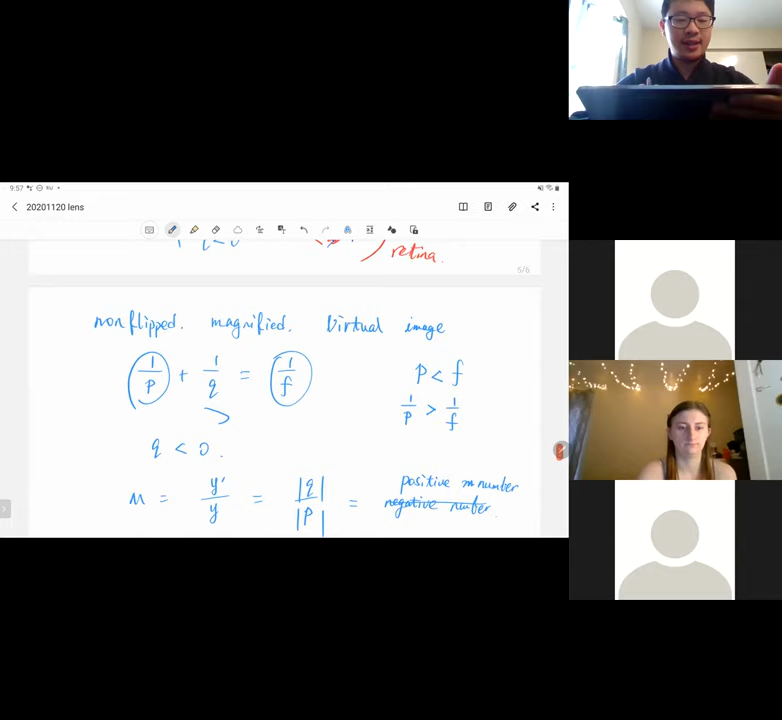 9:57
20201120 lens
retina.
5/6
nonflipped. magnified. Virtual image
1/p + 1/q = 1/f
p < f
1/p > 1/f
q < 0.
M = y'/y = |q|/|p| = positive number
negative number.